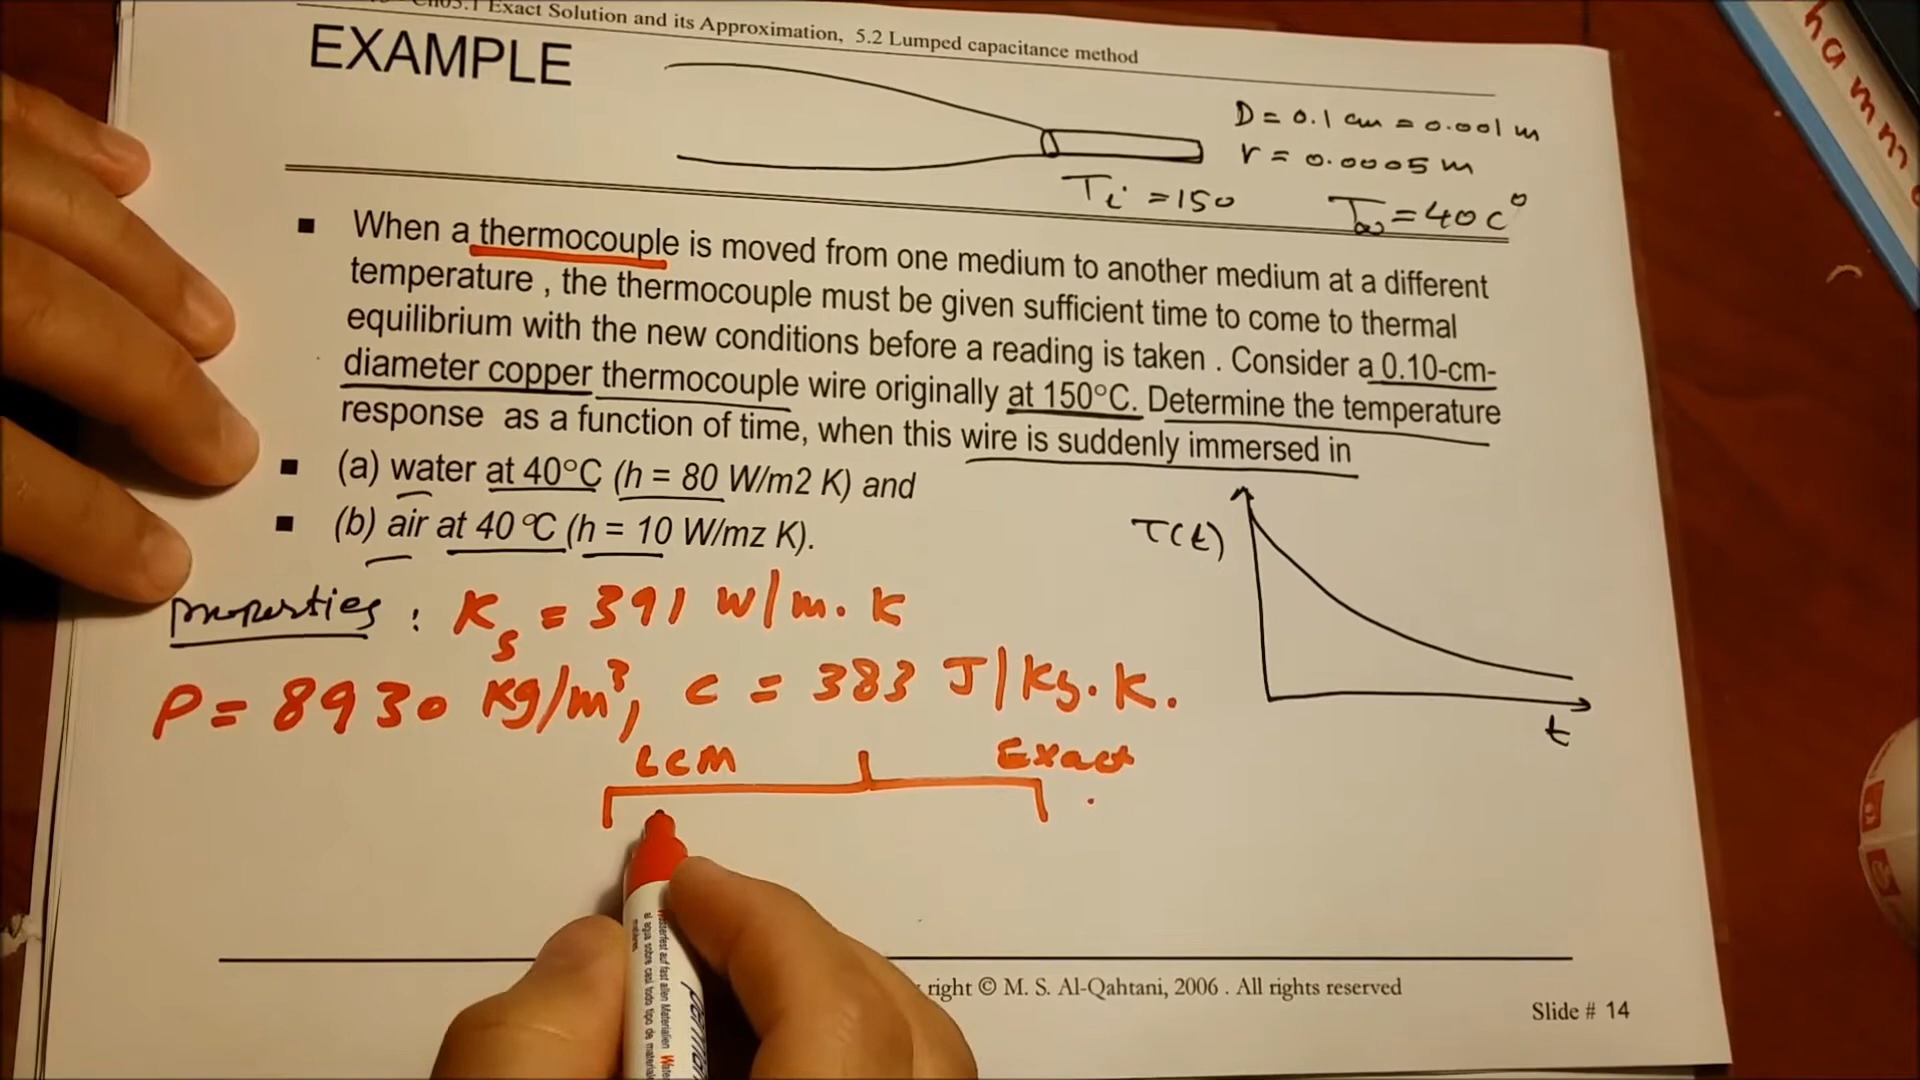 Exact Solution and its Approximation, 5.2 Lumped capacitance method
EXAMPLE
D = 0.1 cm = 0.001 m
r = 0.0005 m
Ti = 150
T∞ = 40 C°
When a thermocouple is moved from one medium to another medium at a different
temperature , the thermocouple must be given sufficient time to come to thermal
equilibrium with the new conditions before a reading is taken . Consider a 0.10-cm-
diameter copper thermocouple wire originally at 150°C. Determine the temperature
response as a function of time, when this wire is suddenly immersed in
(a) water at 40°C (h = 80 W/m2 K) and
(b) air at 40 °C (h = 10 W/mz K).
T(t)
t
properties : Ks = 391 W/m. K
P = 8930 Kg/m³, c = 383 J/Kg. K.
LCM Exact
right © M. S. Al-Qahtani, 2006 . All rights reserved
Slide # 14
hamm